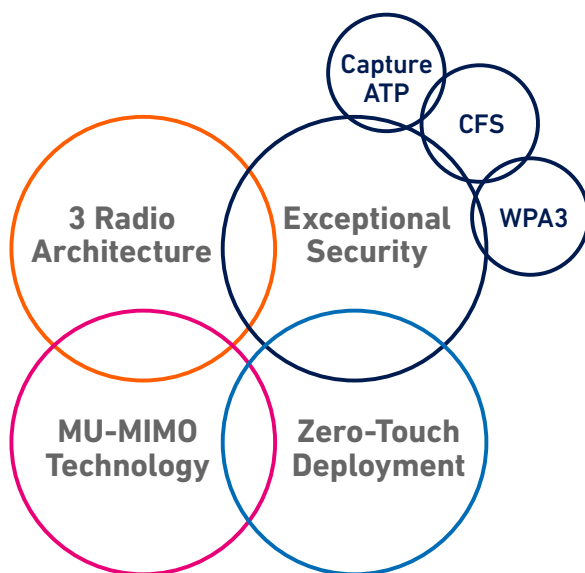 Capture
ATP
CFS
WPA3
3 Radio
Architecture
Exceptional
Security
MU-MIMO
Technology
Zero-Touch
Deployment